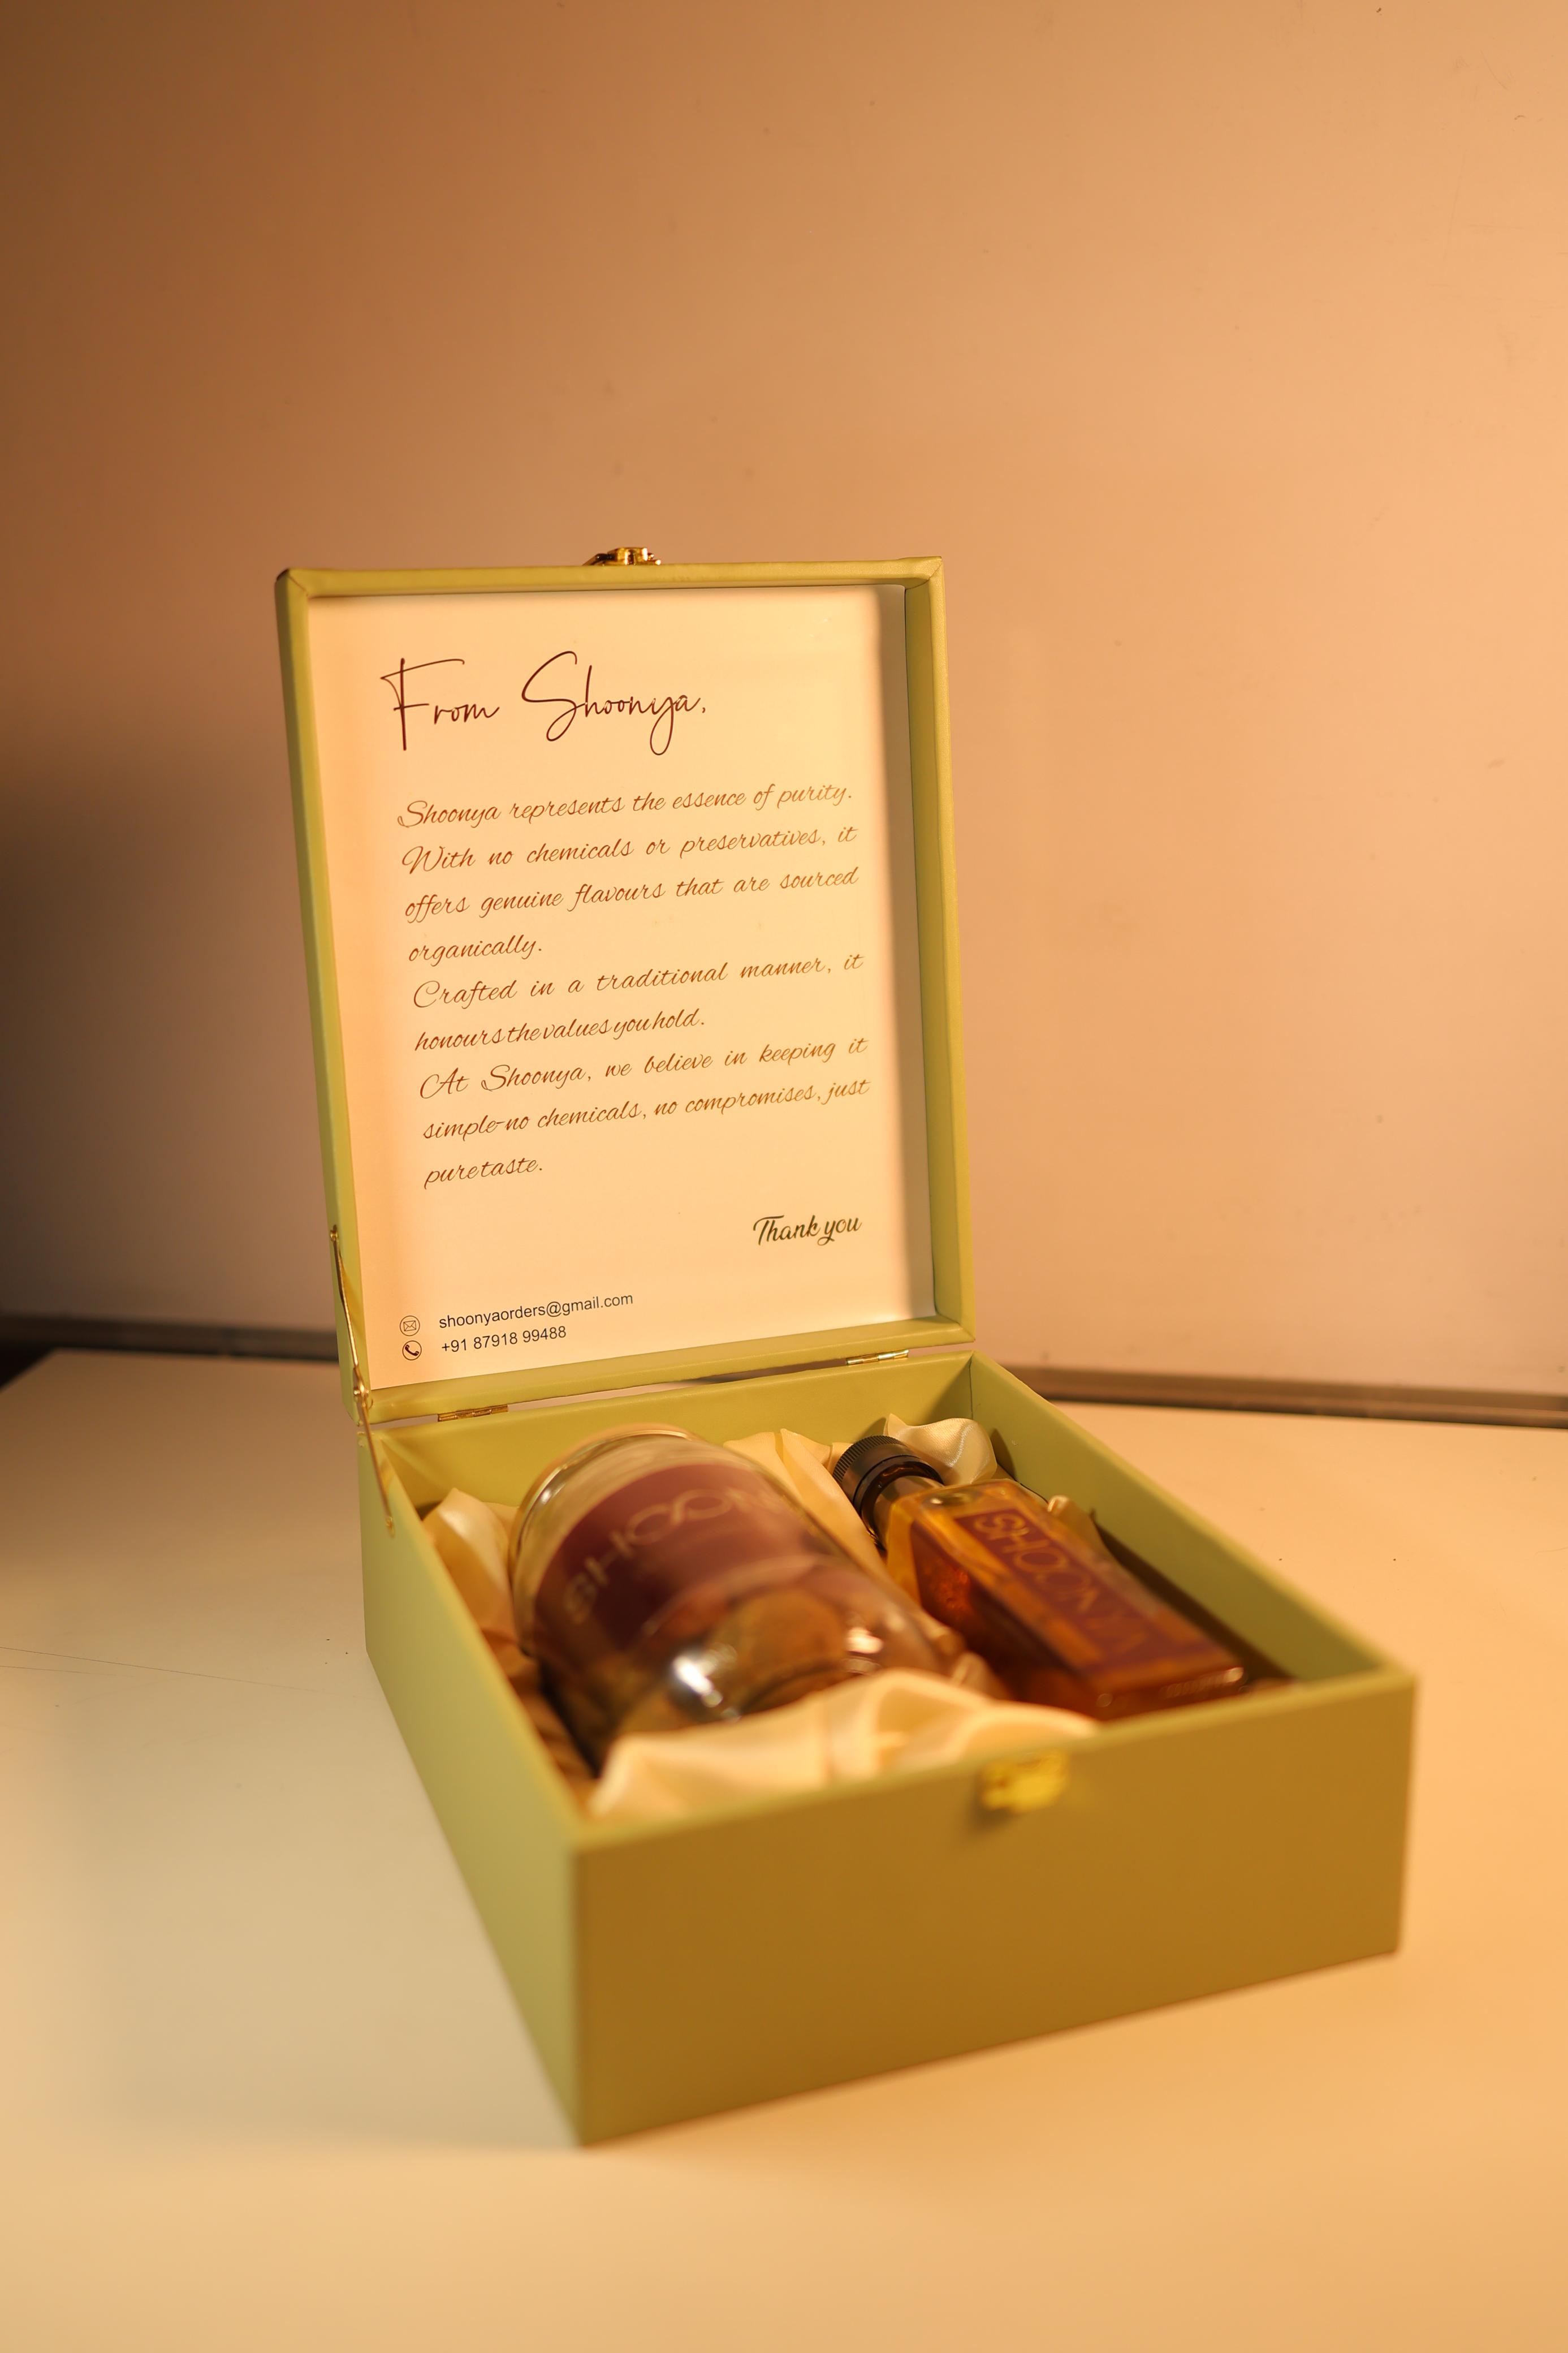 From Shoonya,
Shoonya represents the essence of purity.
With no chemicals or preservatives, it
offers genuine flavours that are sourced
organically.
Crafted in a traditional manner, it
honours the values you hold.
At Shoonya, we believe in keeping it
simple-no chemicals, no compromises, just
pure taste.
Thank you
shoonyaorders@gmail.com
+91 87918 99488
SHOONYA